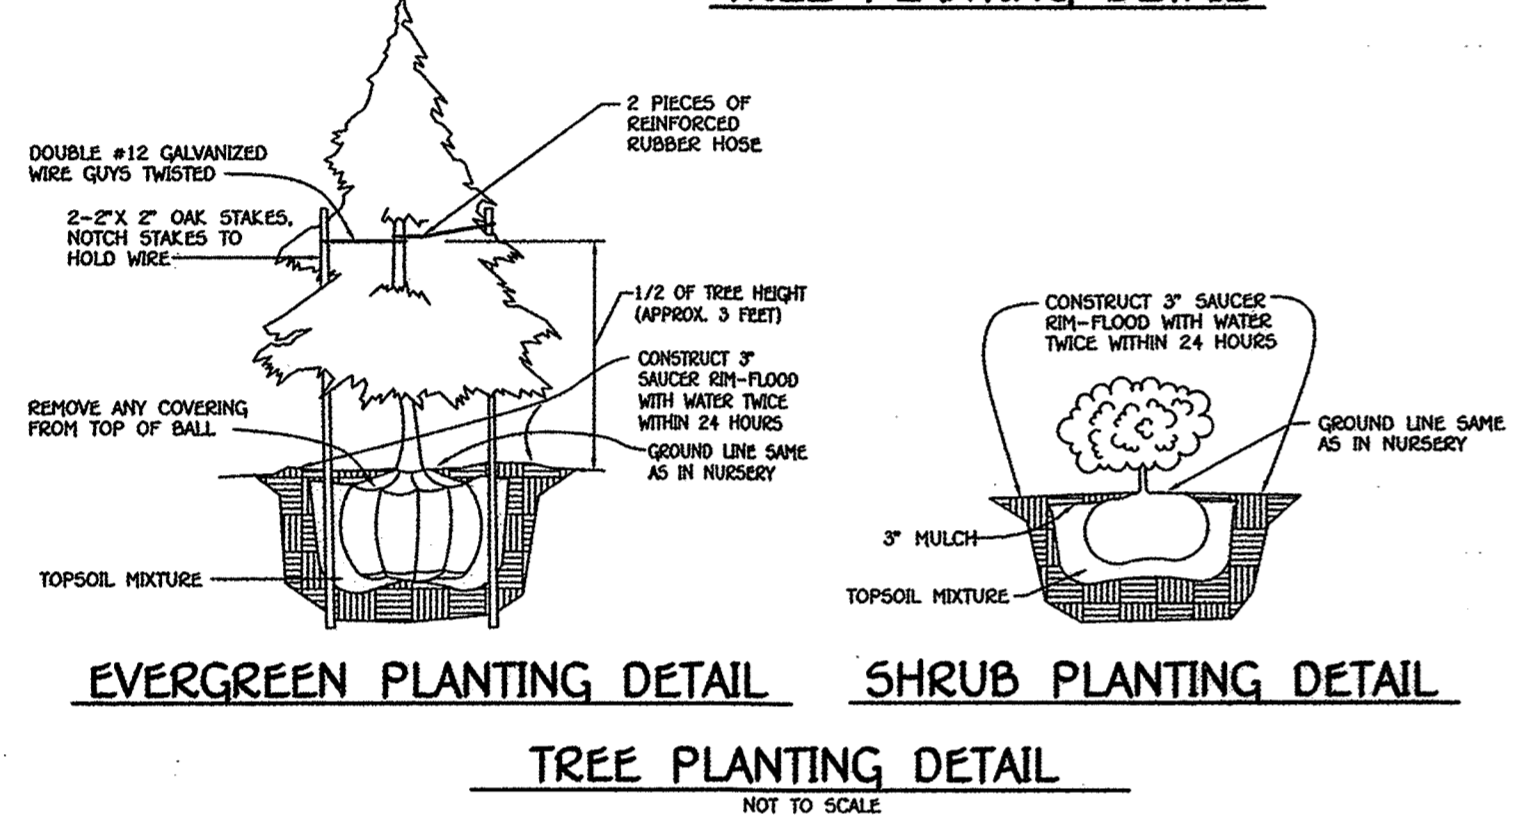 TREE PLANTING DETAIL
2 PIECES OF
REINFORCED
RUBBER HOSE
DOUBLE #12 GALVANIZED
WIRE GUYS TWISTED
2-2"X 2" OAK STAKES,
NOTCH STAKES TO
HOLD WIRE
1/2 OF TREE HEIGHT
(APPROX. 3 FEET)
CONSTRUCT 3"
SAUCER RIM-FLOOD
WITH WATER TWICE
WITHIN 24 HOURS
REMOVE ANY COVERING
FROM TOP OF BALL
GROUND LINE SAME
AS IN NURSERY
TOPSOIL MIXTURE
EVERGREEN PLANTING DETAIL
CONSTRUCT 3" SAUCER
RIM-FLOOD WITH WATER
TWICE WITHIN 24 HOURS
GROUND LINE SAME
AS IN NURSERY
3" MULCH
TOPSOIL MIXTURE
SHRUB PLANTING DETAIL
TREE PLANTING DETAIL
NOT TO SCALE